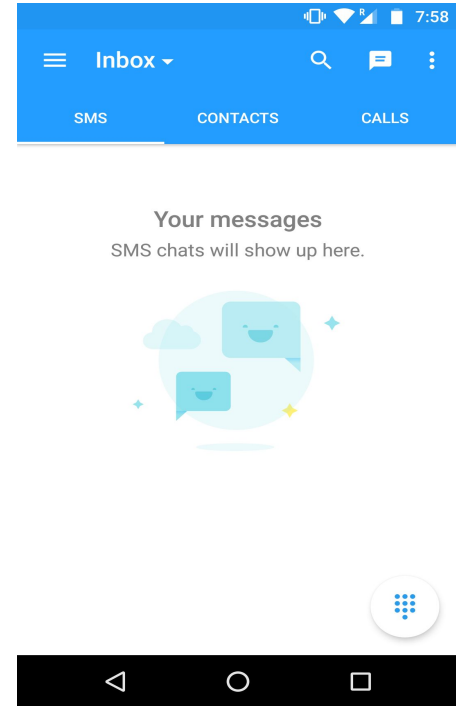 R 7:58
Inbox
SMS CONTACTS CALLS
Your messages
SMS chats will show up here.